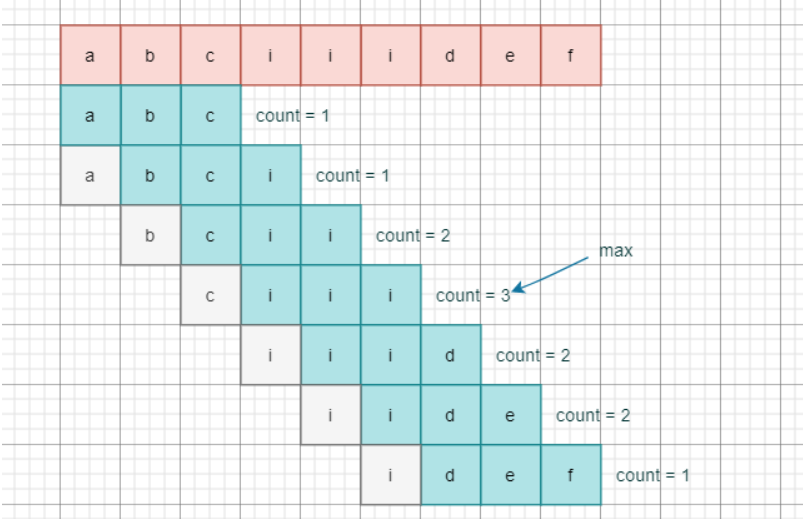 a b c i i i d e f
a b c count = 1
a b c i count = 1
b c i i count = 2
max
c i i i count = 3
i i i d count = 2
i i d e count = 2
i d e f count = 1